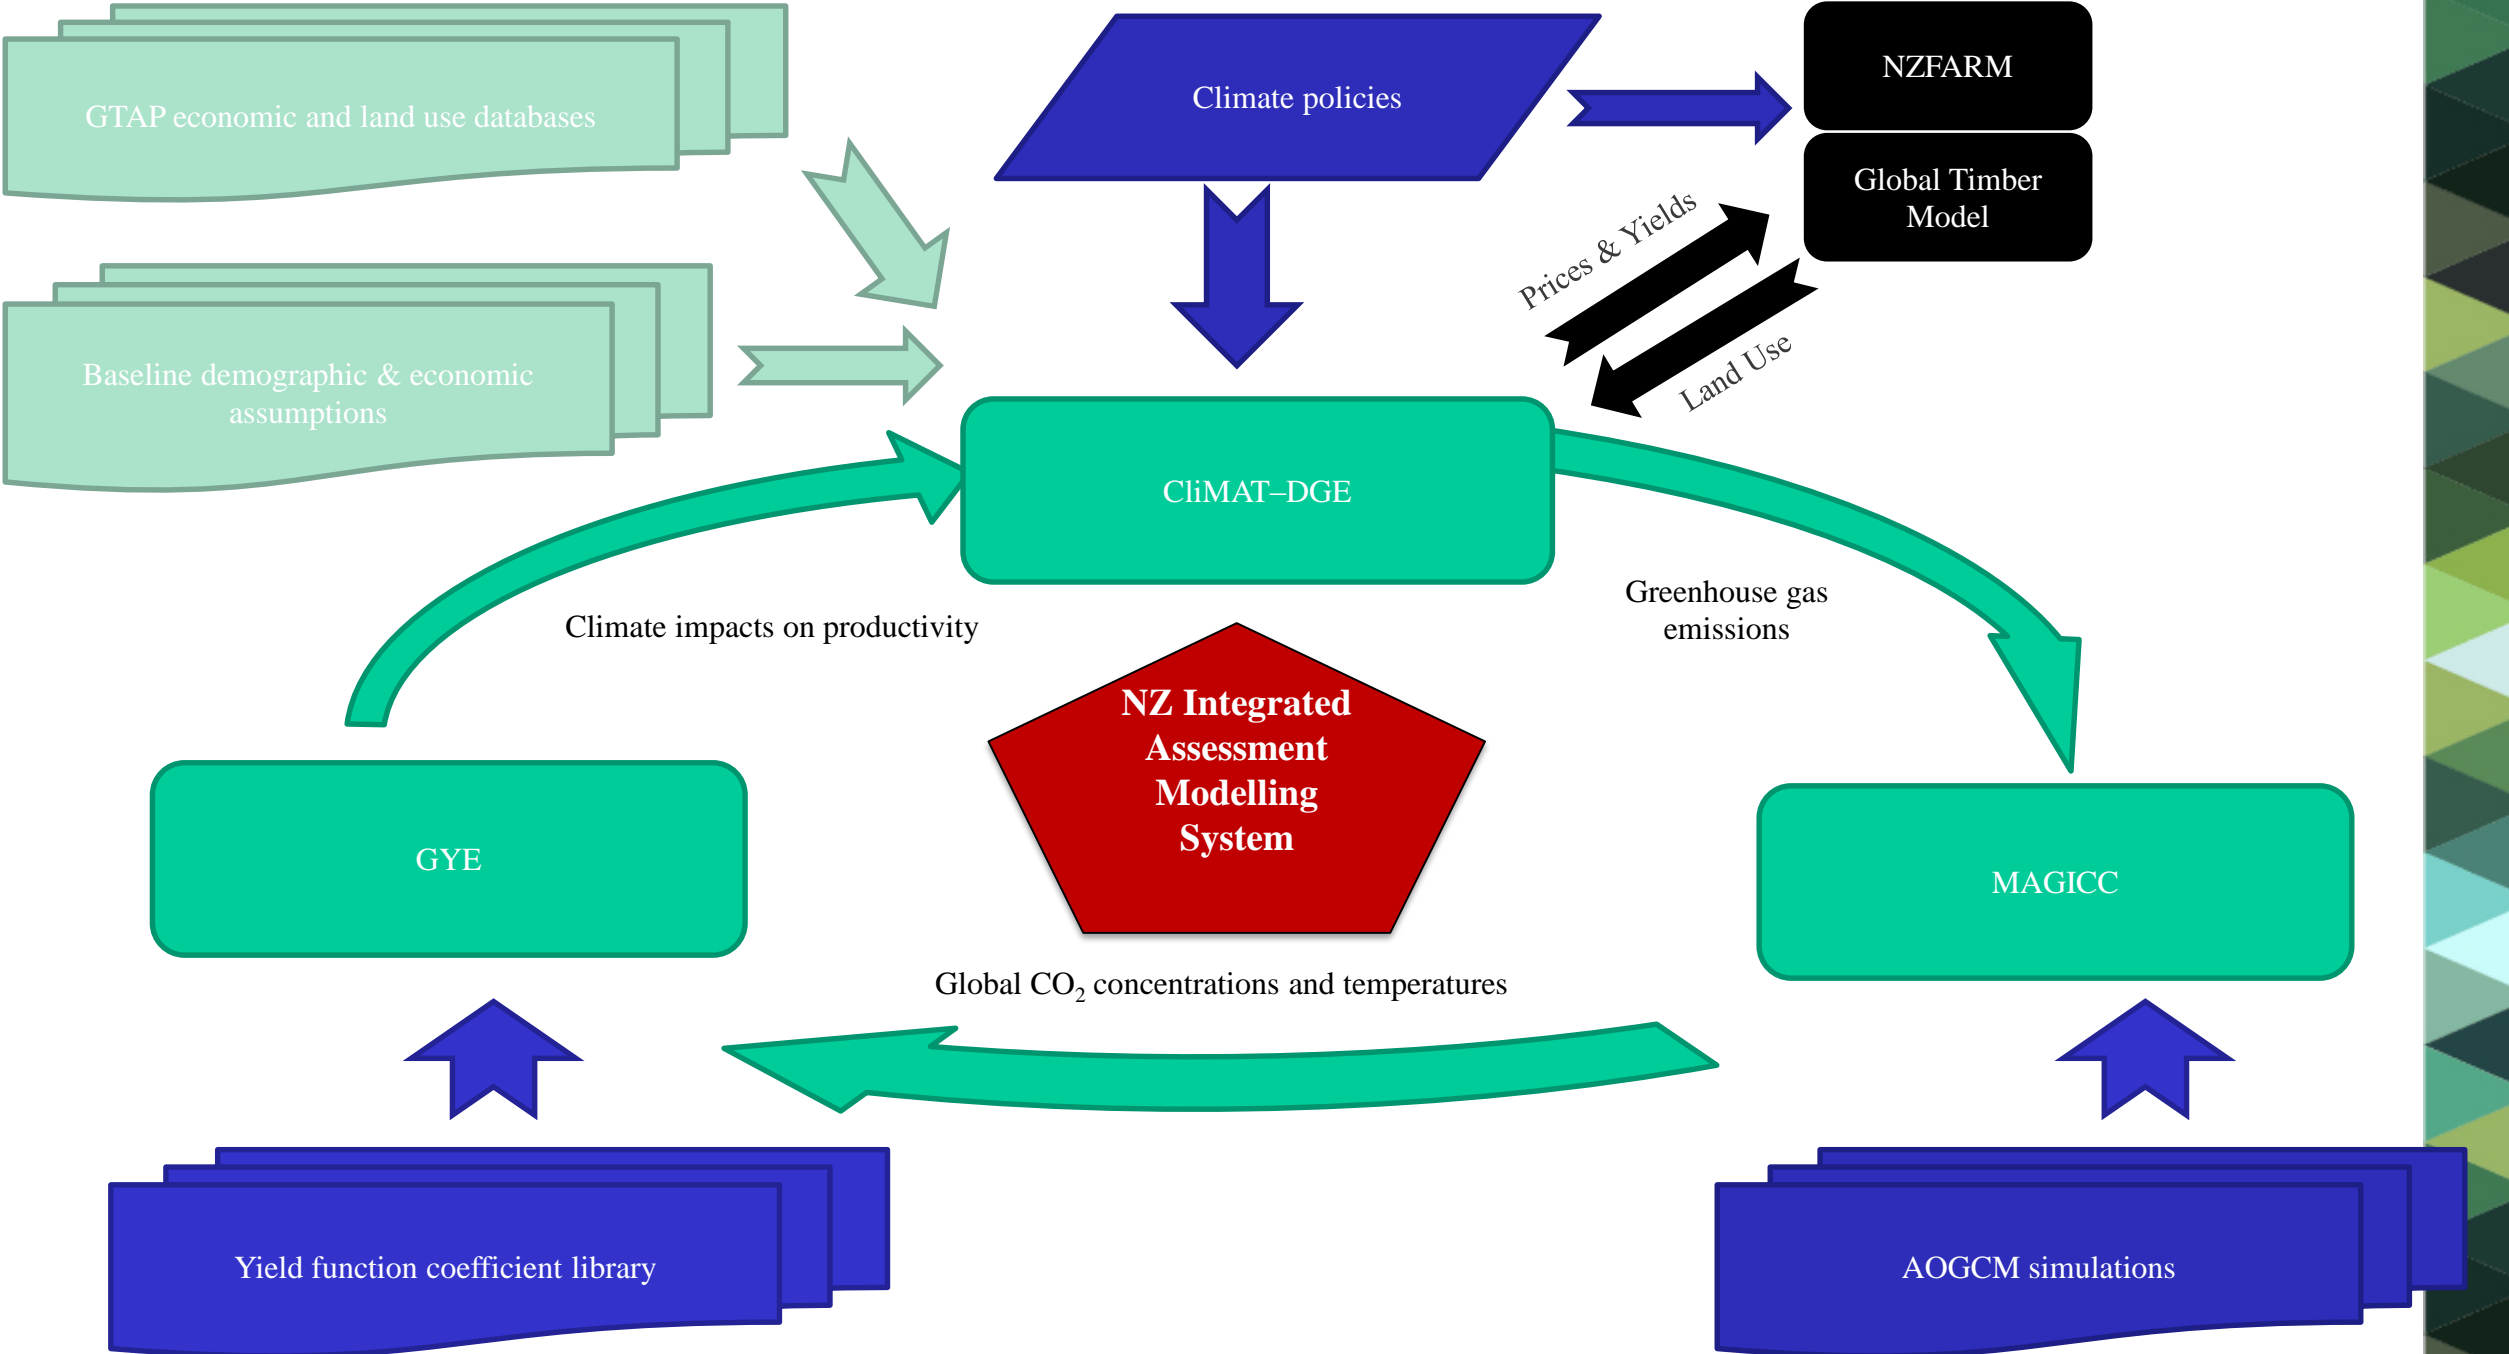 GTAP economic and land use databases
Climate policies
NZFARM
Global Timber
Model
Prices & Yields
Land Use
Baseline demographic & economic
assumptions
CliMAT–DGE
Climate impacts on productivity
Greenhouse gas
emissions
NZ Integrated
Assessment
Modelling
System
GYE
MAGICC
Global CO₂ concentrations and temperatures
Yield function coefficient library
AOGCM simulations